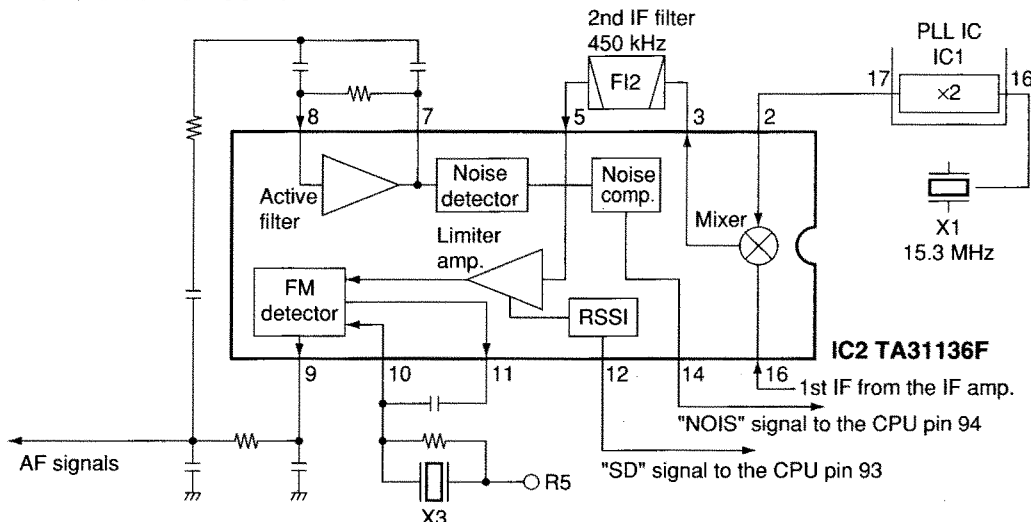 2nd IF filter
450 kHz
FI2
PLL IC
IC1
17
×2
16
8
7
5
3
2
Active
filter
Noise
detector
Noise
comp.
Mixer
X1
15.3 MHz
Limiter
amp.
FM
detector
RSSI
IC2 TA31136F
9
10
11
12
14
16
1st IF from the IF amp.
"NOIS" signal to the CPU pin 94
AF signals
"SD" signal to the CPU pin 93
R5
X3